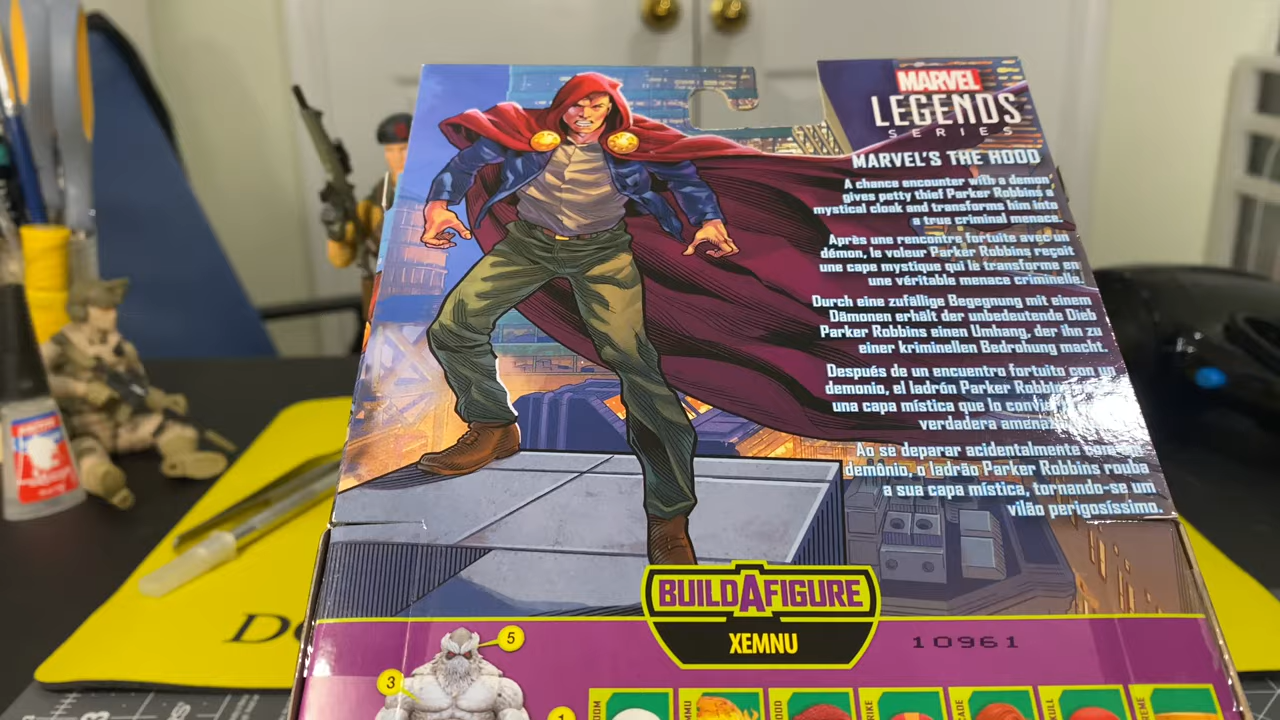 MARVEL
LEGENDS
SERIES
MARVEL'S THE HOOD
A chance encounter with a demon
gives petty thief Parker Robbins a
mystical cloak and transforms him into
a true criminal menace.
Après une rencontre fortuite avec un
démon, le voleur Parker Robbins reçoit
une cape mystique qui le transforme en
une véritable menace criminelle.
Durch eine zufällige Begegnung mit einem
Dämonen erhält der unbedeutende Dieb
Parker Robbins einen Umhang, der ihn zu
einer kriminellen Bedrohung macht.
Después de un encuentro fortuito con un
demonio, el ladrón Parker Robbins
una capa mística que lo
verdadera
Ao se deparar acidentalmente
demônio, o ladrão Parker Robbins rouba
a sua capa mística, tornando-se um
vilão perigosíssimo.
BUILDAFIGURE
XEMNU
10961
5
3
1